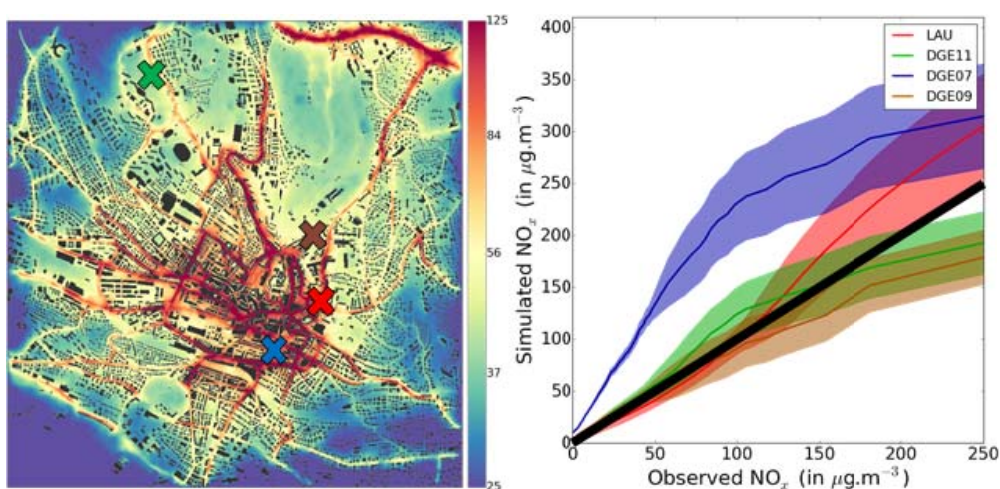 125
84
56
37
25
400
350
300
250
200
150
100
50
0
Simulated NOₓ (in μg.m⁻³)
LAU
DGE11
DGE07
DGE09
0 50 100 150 200 250
Observed NOₓ (in μg.m⁻³)